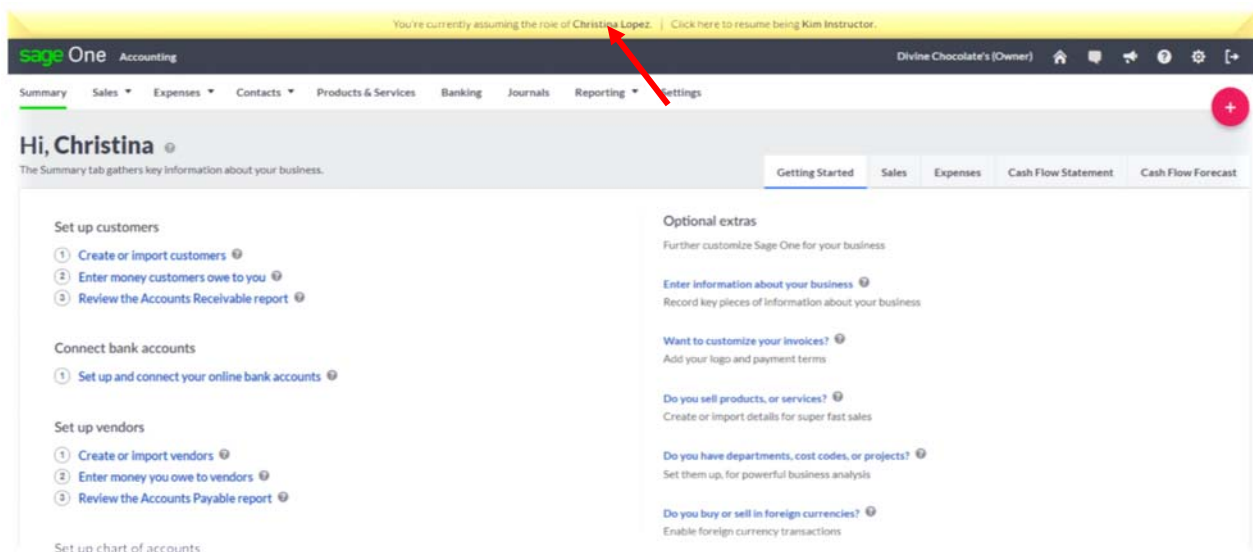 You're currently assuming the role of Christina Lopez. | Click here to resume being Kim Instructor.
sage One Accounting
Divine Chocolate's (Owner)
Summary Sales Expenses Contacts Products & Services Banking Journals Reporting Settings
Hi, Christina
The Summary tab gathers key information about your business.
Getting Started Sales Expenses Cash Flow Statement Cash Flow Forecast
Set up customers
1 Create or import customers
2 Enter money customers owe to you
3 Review the Accounts Receivable report
Connect bank accounts
1 Set up and connect your online bank accounts
Set up vendors
1 Create or import vendors
2 Enter money you owe to vendors
3 Review the Accounts Payable report
Set up chart of accounts
Optional extras
Further customize Sage One for your business
Enter information about your business
Record key pieces of information about your business
Want to customize your invoices?
Add your logo and payment terms
Do you sell products, or services?
Create or import details for super fast sales
Do you have departments, cost codes, or projects?
Set them up, for powerful business analysis
Do you buy or sell in foreign currencies?
Enable foreign currency transactions